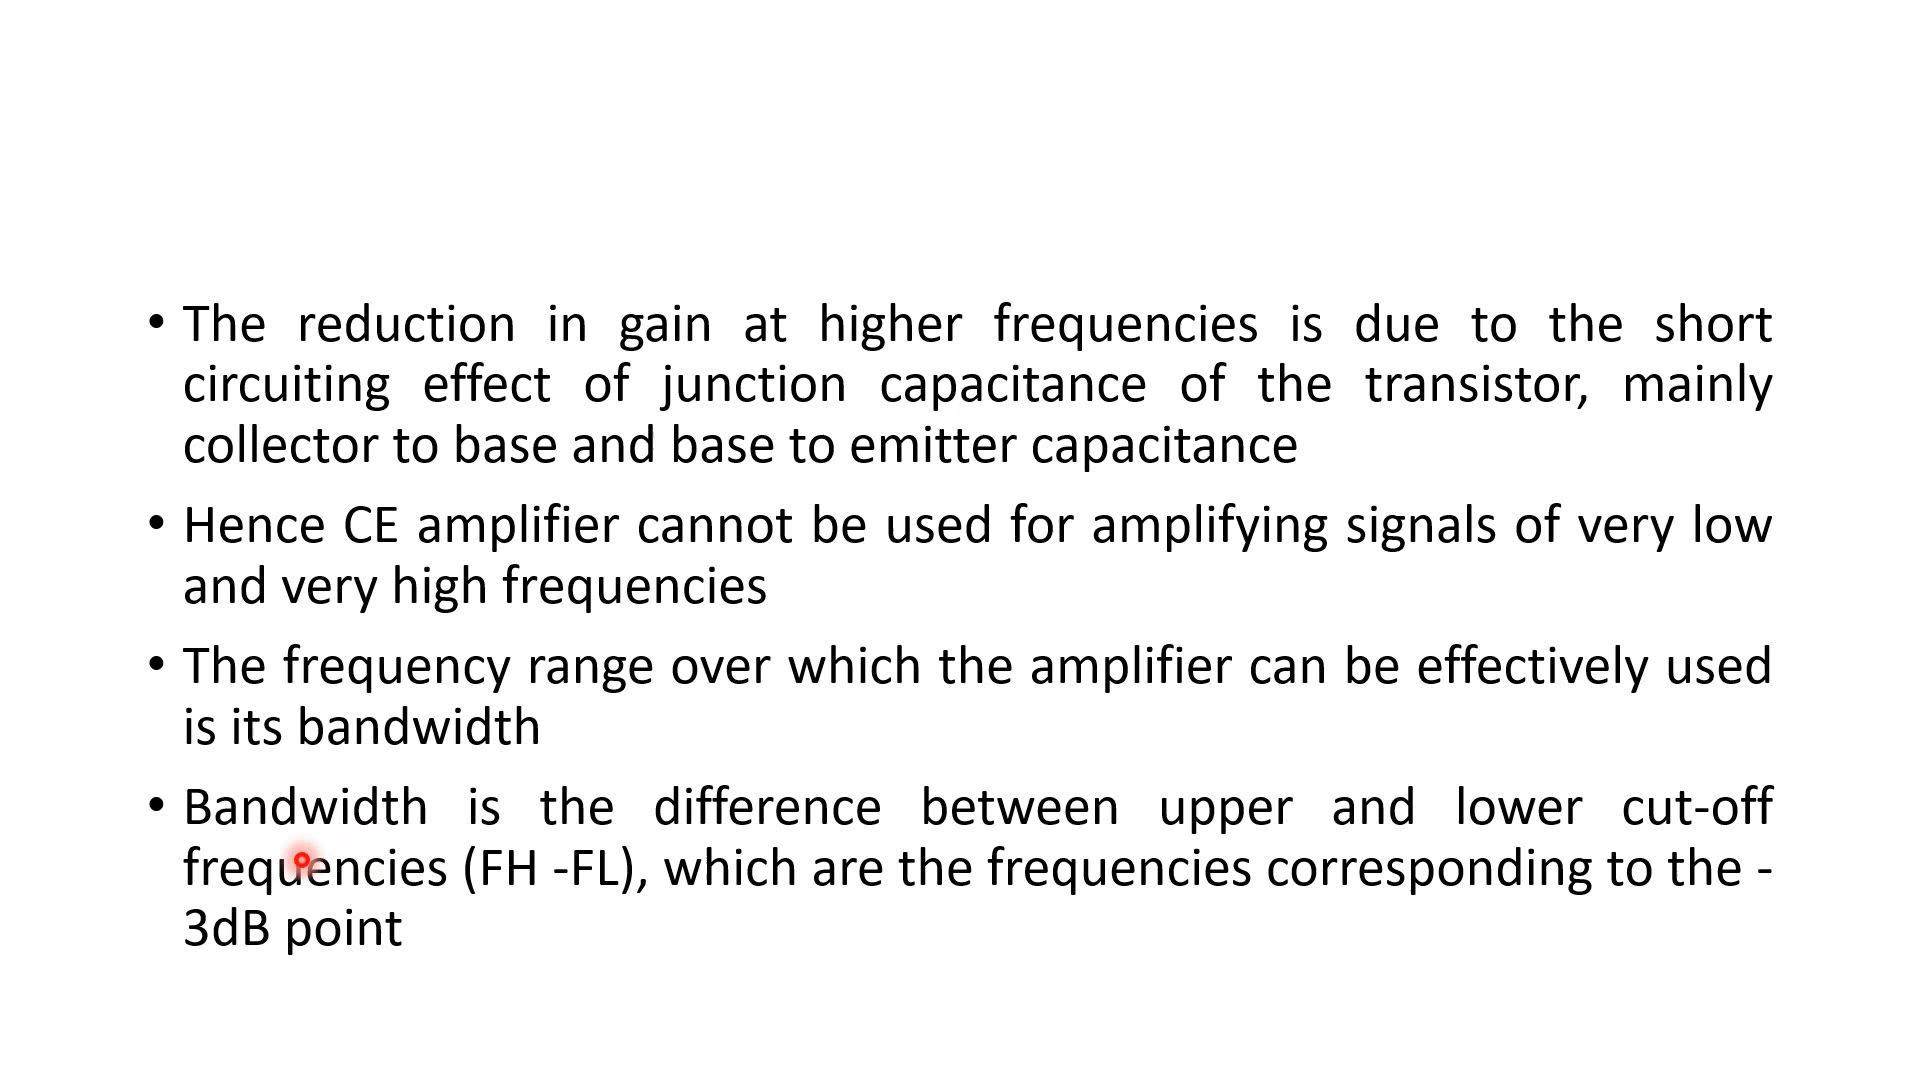 • The reduction in gain at higher frequencies is due to the short
circuiting effect of junction capacitance of the transistor, mainly
collector to base and base to emitter capacitance
• Hence CE amplifier cannot be used for amplifying signals of very low
and very high frequencies
• The frequency range over which the amplifier can be effectively used
is its bandwidth
• Bandwidth is the difference between upper and lower cut-off
frequencies (FH -FL), which are the frequencies corresponding to the -
3dB point